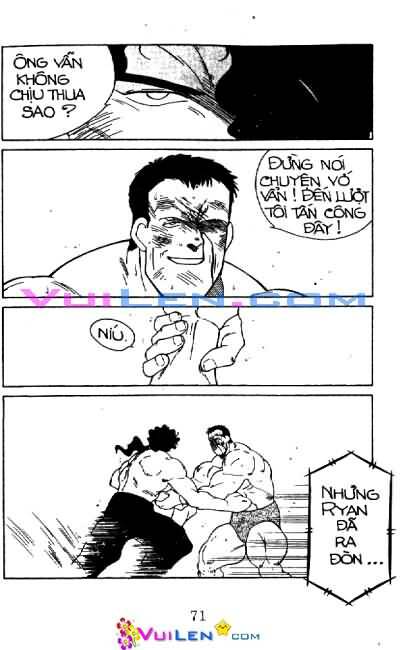 ÔNG VẪN
KHÔNG
CHỊU THUA
SAO ?
ĐỪNG NÓI
CHUYỆN VỚ
VẨN ! ĐẾN LƯỢT
TÔI TẤN CÔNG
ĐÂY !
VUILEN.COM
NÍU
NHƯNG
RYAN
ĐÃ
RA
ĐÒN ...
71
VUILEN
.COM